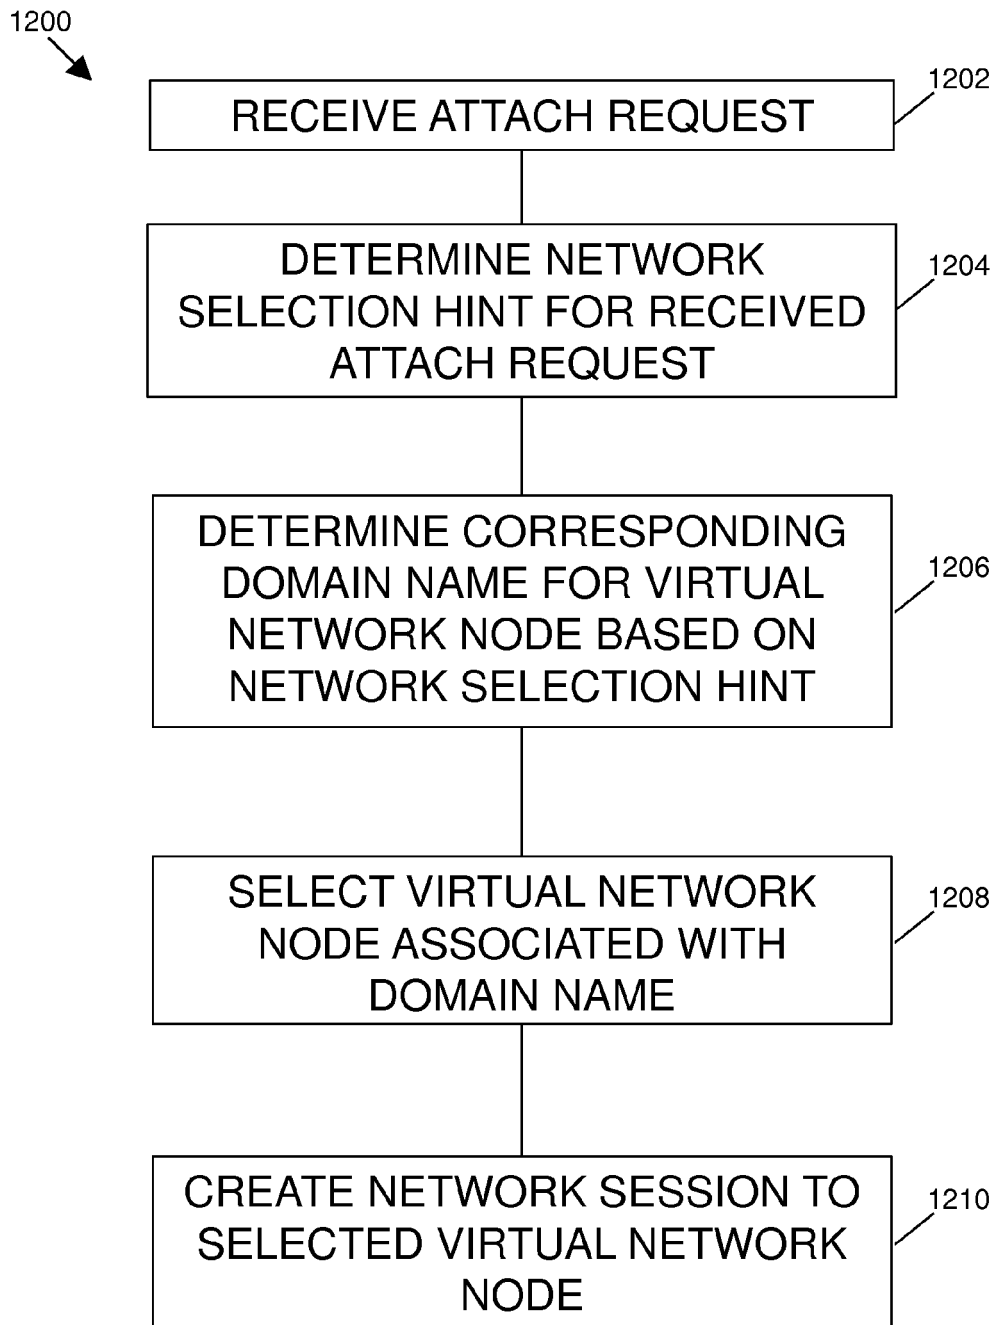 1200
RECEIVE ATTACH REQUEST
1202
DETERMINE NETWORK
SELECTION HINT FOR RECEIVED
ATTACH REQUEST
1204
DETERMINE CORRESPONDING
DOMAIN NAME FOR VIRTUAL
NETWORK NODE BASED ON
NETWORK SELECTION HINT
1206
SELECT VIRTUAL NETWORK
NODE ASSOCIATED WITH
DOMAIN NAME
1208
CREATE NETWORK SESSION TO
SELECTED VIRTUAL NETWORK
NODE
1210